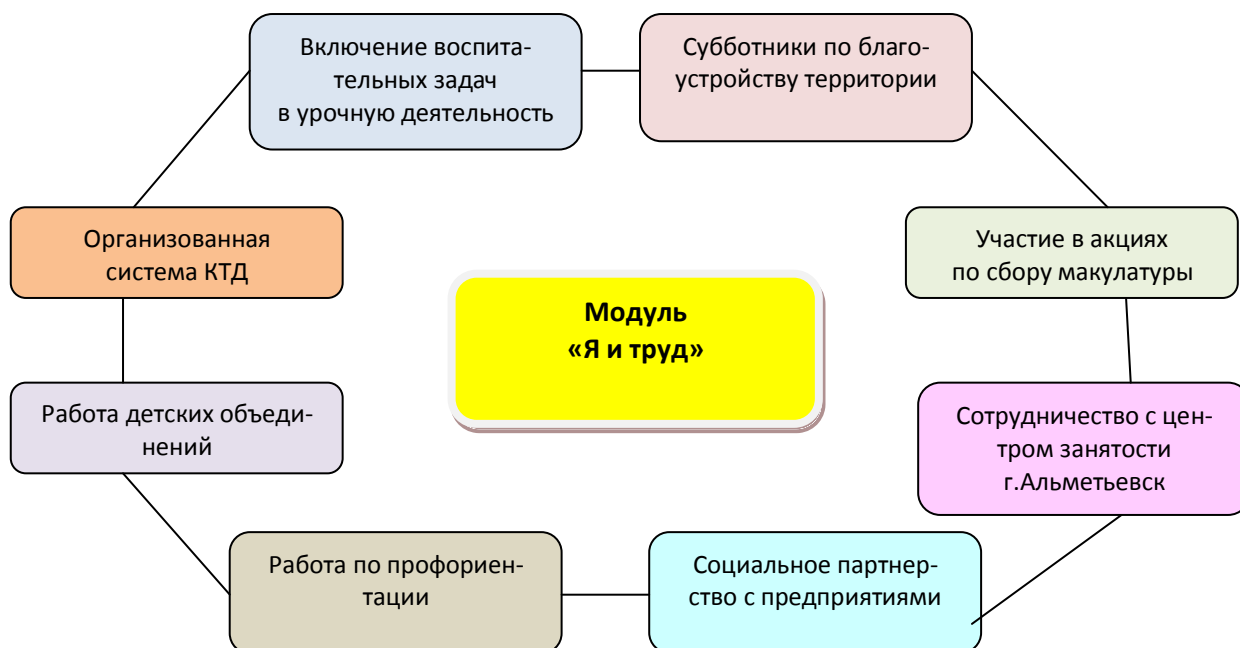 Включение воспита-
тельных задач
в урочную деятельность
Субботники по благо-
устройству территории
Организованная
система КТД
Участие в акциях
по сбору макулатуры
Модуль
«Я и труд»
Работа детских объеди-
нений
Сотрудничество с цен-
тром занятости
г.Альметьевск
Работа по профориен-
тации
Социальное партнер-
ство с предприятиями